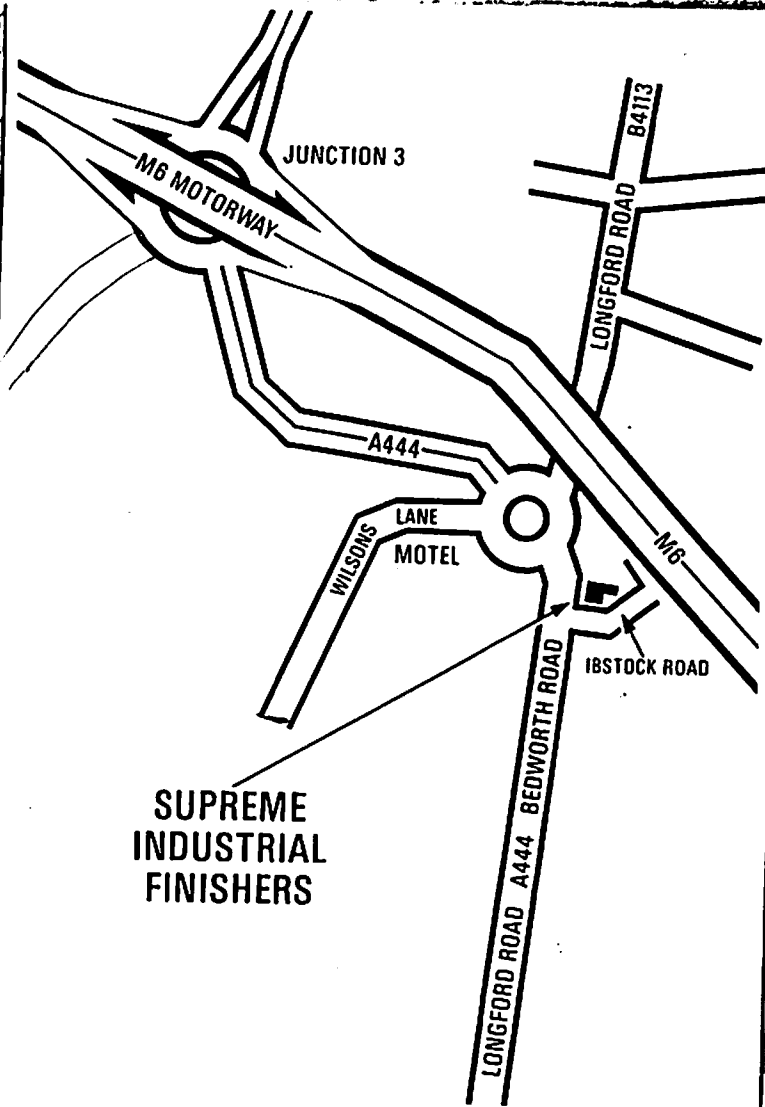 B4113
JUNCTION 3
M6 MOTORWAY
LONGFORD ROAD
A444
LANE
WILSONS
MOTEL
M6
IBSTOCK ROAD
BEDWORTH ROAD
A444
LONGFORD ROAD
SUPREME
INDUSTRIAL
FINISHERS